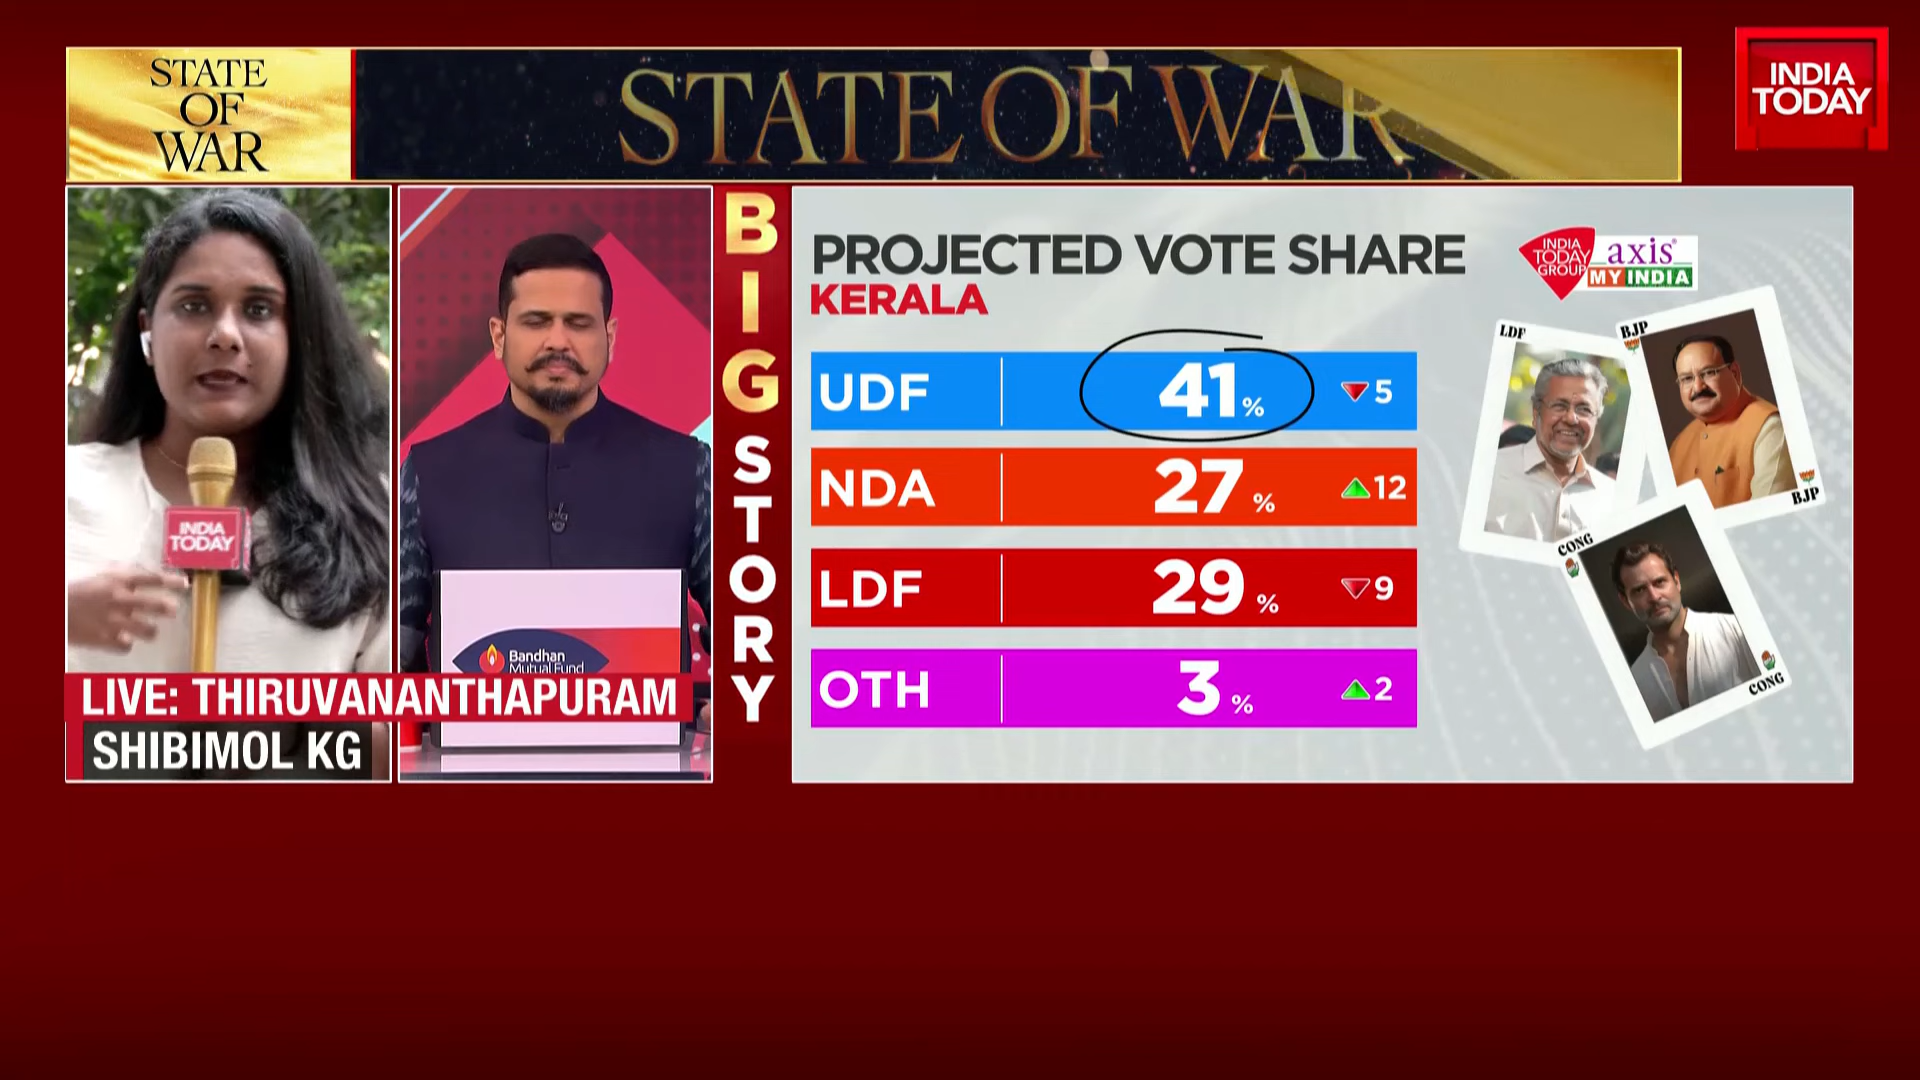 STATE
OF
WAR
STATE OF WAR
INDIA
TODAY
BIG STORY
PROJECTED VOTE SHARE
KERALA
INDIA
TODAY
GROUP
axis
MY INDIA
UDF 41% 5
NDA 27% 12
LDF 29% 9
OTH 3% 2
LDF
BJP
BJP
CONG
CONG
INDIA
TODAY
Bandhan
Mutual Fund
LIVE: THIRUVANANTHAPURAM
SHIBIMOL KG